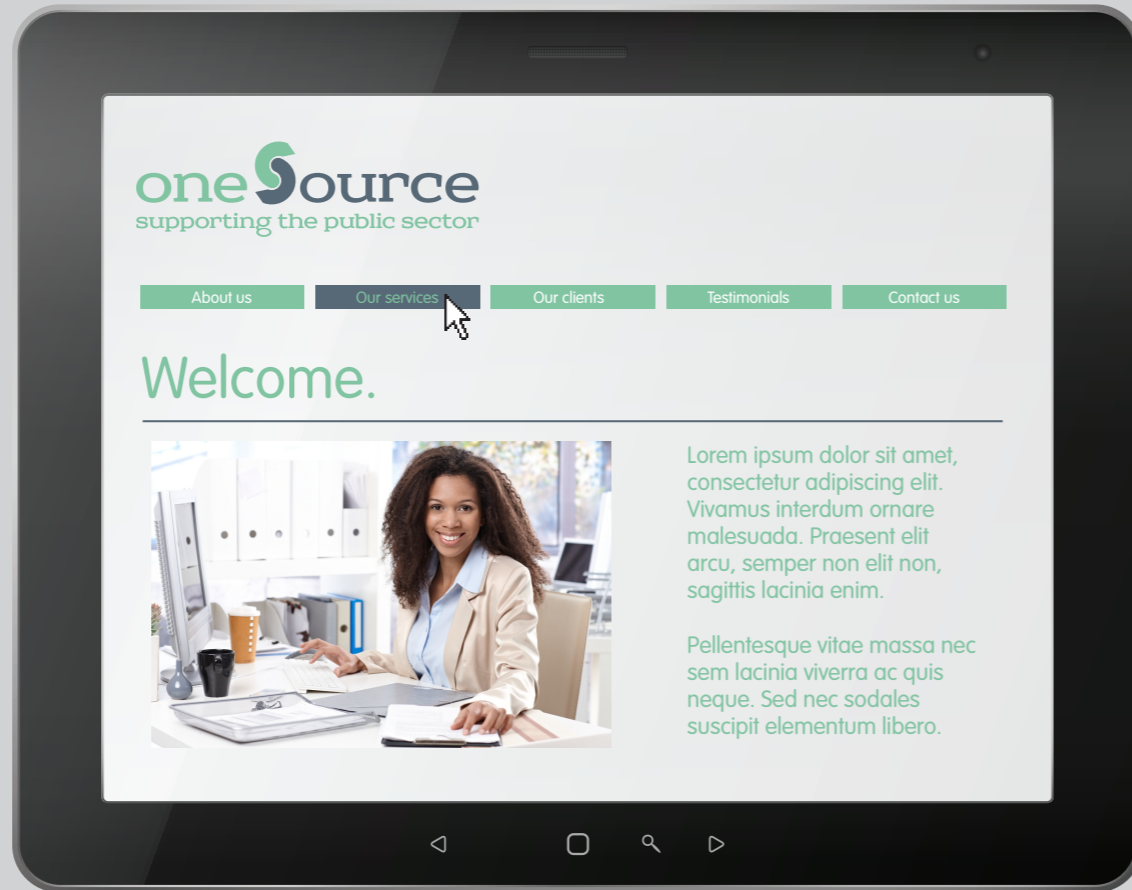 oneSource
supporting the public sector
About us
Our services
Our clients
Testimonials
Contact us
Welcome.
Lorem ipsum dolor sit amet,
consectetur adipiscing elit.
Vivamus interdum ornare
malesuada. Praesent elit
arcu, semper non elit non,
sagittis lacinia enim.
Pellentesque vitae massa nec
sem lacinia viverra ac quis
neque. Sed nec sodales
suscipit elementum libero.